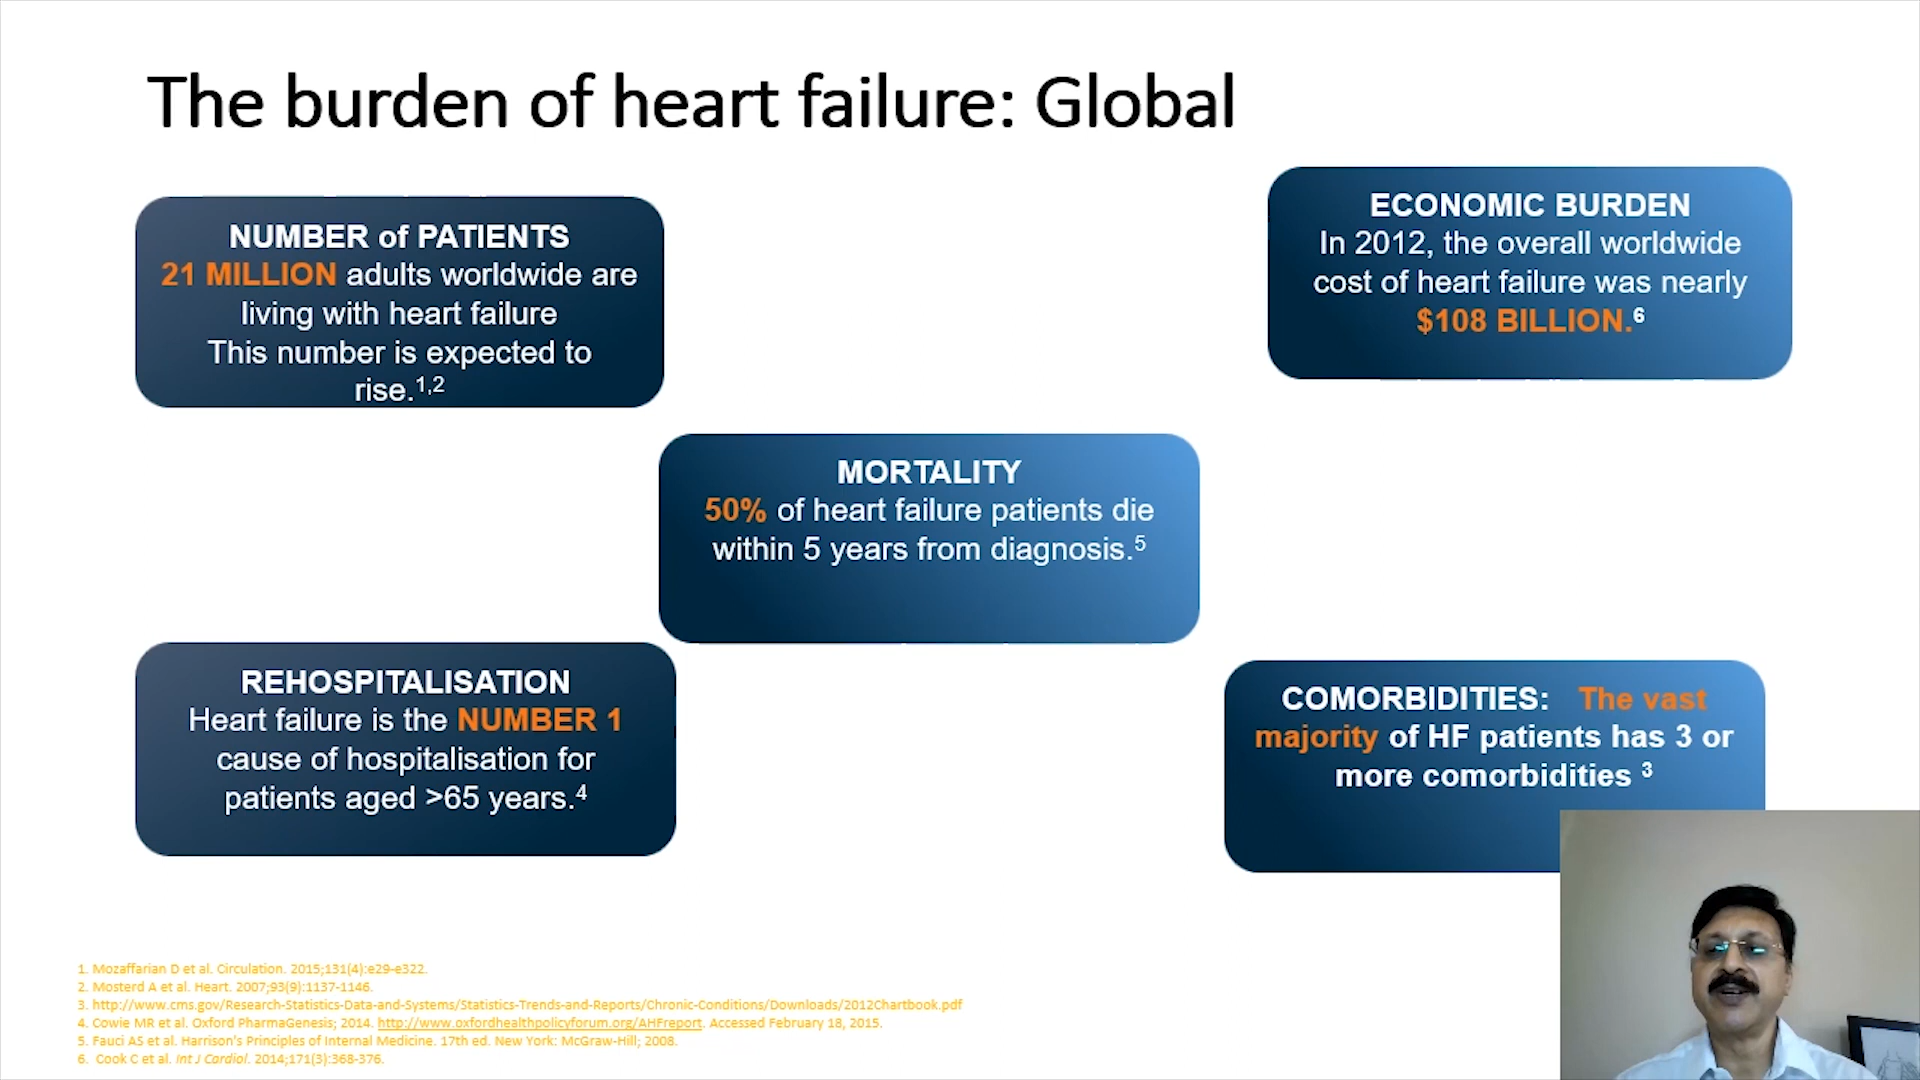 The burden of heart failure: Global
NUMBER of PATIENTS
21 MILLION adults worldwide are
living with heart failure
This number is expected to
rise.1,2
ECONOMIC BURDEN
In 2012, the overall worldwide
cost of heart failure was nearly
$108 BILLION.6
MORTALITY
50% of heart failure patients die
within 5 years from diagnosis.5
REHOSPITALISATION
Heart failure is the NUMBER 1
cause of hospitalisation for
patients aged >65 years.4
COMORBIDITIES: The vast
majority of HF patients has 3 or
more comorbidities 3
1. Mozaffarian D et al. Circulation. 2015;131(4):e29-e322.
2. Mosterd A et al. Heart. 2007;93(9):1137-1146.
3. http://www.cms.gov/Research-Statistics-Data-and-Systems/Statistics-Trends-and-Reports/Chronic-Conditions/Downloads/2012Chartbook.pdf
4. Cowie MR et al. Oxford PharmaGenesis; 2014. http://www.oxfordhealthpolicyforum.org/AHFreport. Accessed February 18, 2015.
5. Fauci AS et al. Harrison's Principles of Internal Medicine. 17th ed. New York: McGraw-Hill; 2008.
6. Cook C et al. Int J Cardiol. 2014;171(3):368-376.